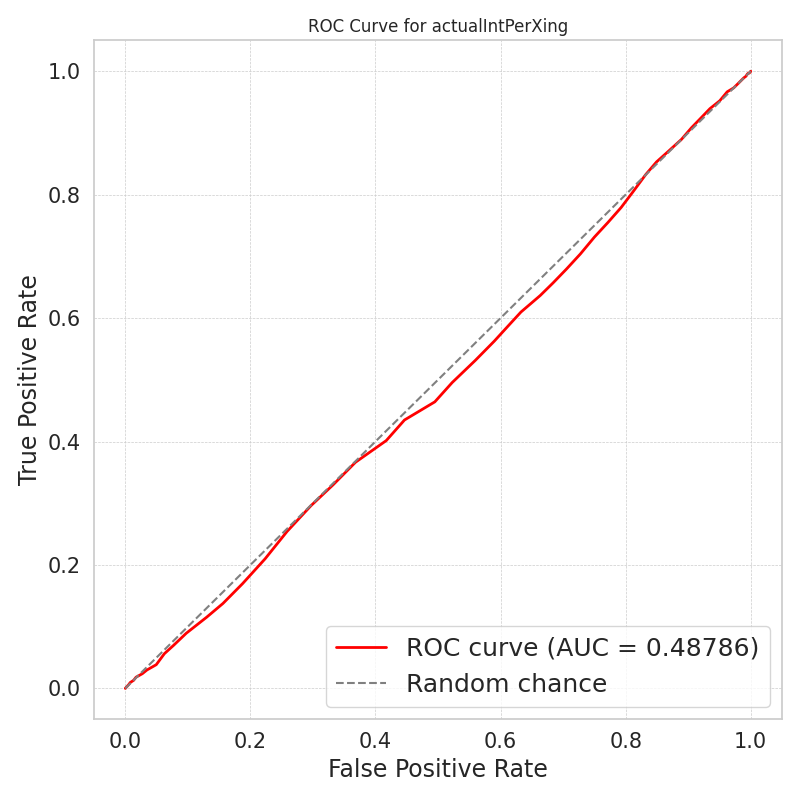 ROC Curve for actualIntPerXing
True Positive Rate
1.0
0.8
0.6
0.4
0.2
0.0
ROC curve (AUC = 0.48786)
Random chance
0.0 0.2 0.4 0.6 0.8 1.0
False Positive Rate